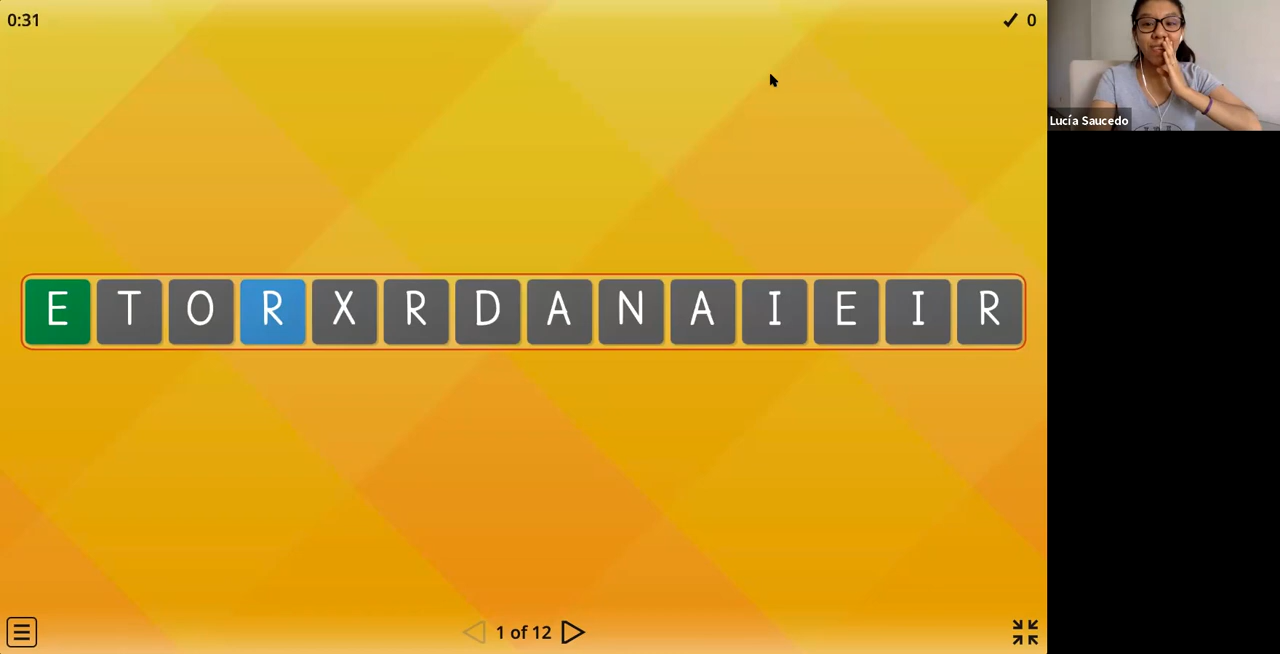 0:31
✓ 0
Lucía Saucedo
E T O R X R D A N A I E I R
1 of 12